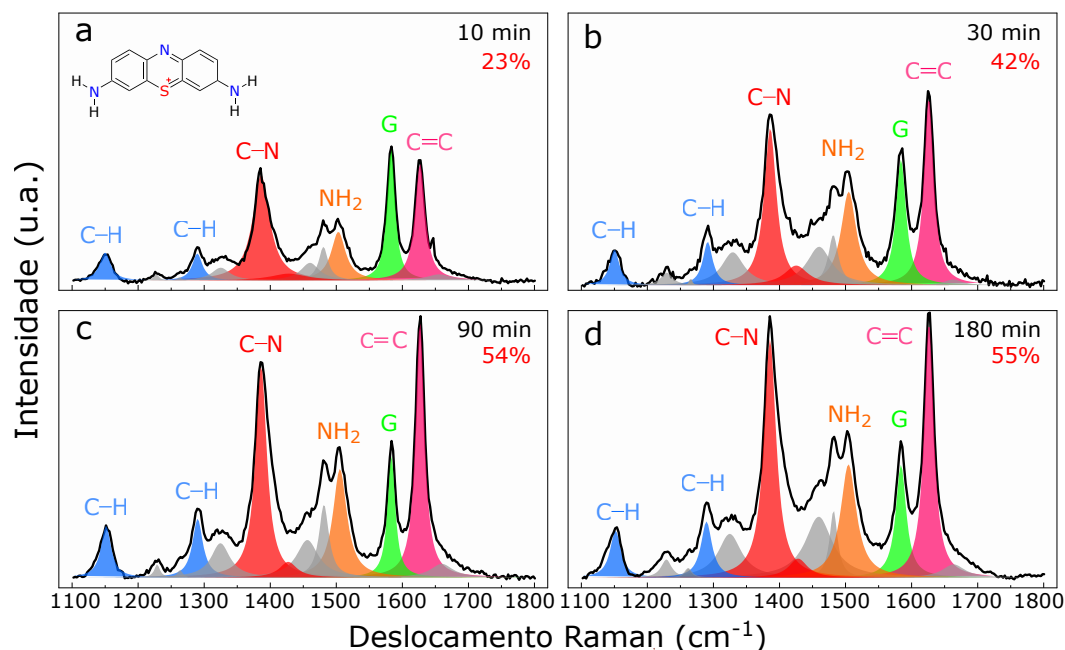 a
10 min
23%
N
S+
H
N
H
H
N
H
C–H
C–H
C–N
NH2
G
C=C
b
30 min
42%
C–H
C–H
C–N
NH2
G
C=C
c
90 min
54%
C–H
C–H
C–N
NH2
G
C=C
1100 1200 1300 1400 1500 1600 1700 1800
d
180 min
55%
C–H
C–H
C–N
NH2
G
C=C
1100 1200 1300 1400 1500 1600 1700 1800
Intensidade (u.a.)
Deslocamento Raman (cm-1)